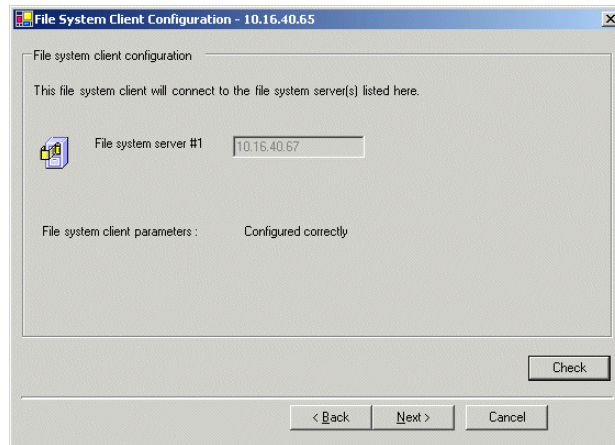 File System Client Configuration - 10.16.40.65
File system client configuration
This file system client will connect to the file system server(s) listed here.
File system server #1 10.16.40.67
File system client parameters : Configured correctly
Check
< Back Next > Cancel